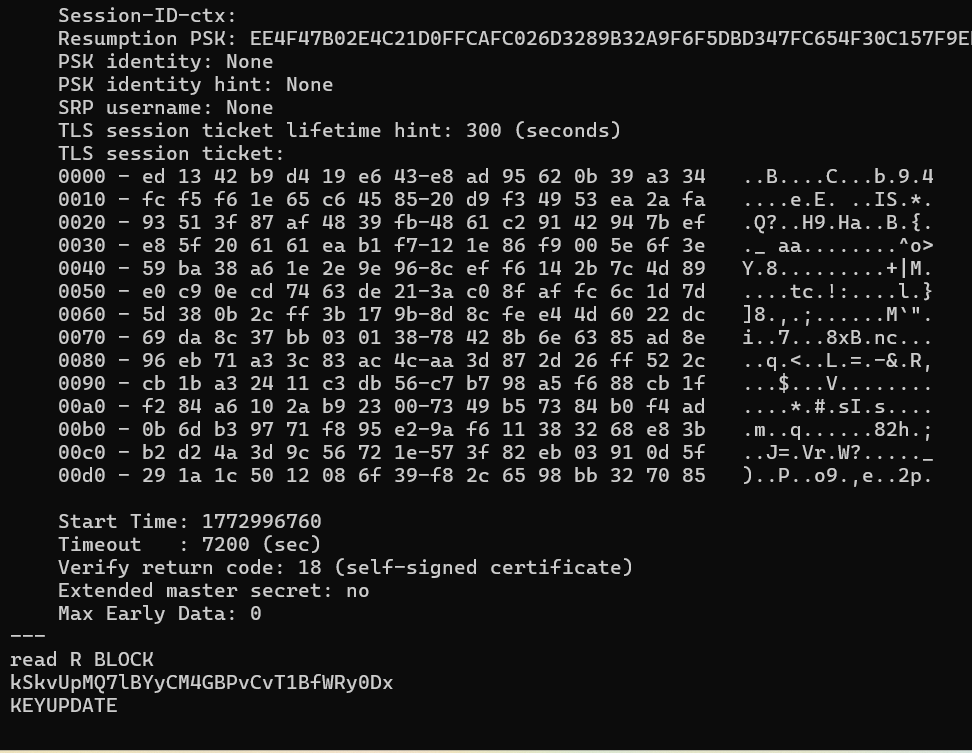 Session-ID-ctx:
Resumption PSK: EE4F47B02E4C21D0FFCAFC026D3289B32A9F6F5DBD347FC654F30C157F9E
PSK identity: None
PSK identity hint: None
SRP username: None
TLS session ticket lifetime hint: 300 (seconds)
TLS session ticket:
0000 - ed 13 42 b9 d4 19 e6 43-e8 ad 95 62 0b 39 a3 34   ..B....C...b.9.4
0010 - fc f5 f6 1e 65 c6 45 85-20 d9 f3 49 53 ea 2a fa   ....e.E. ..IS.*.
0020 - 93 51 3f 87 af 48 39 fb-48 61 c2 91 42 94 7b ef   .Q?..H9.Ha..B.{.
0030 - e8 5f 20 61 61 ea b1 f7-12 1e 86 f9 00 5e 6f 3e   ._ aa........^o>
0040 - 59 ba 38 a6 1e 2e 9e 96-8c ef f6 14 2b 7c 4d 89   Y.8.........+|M.
0050 - e0 c9 0e cd 74 63 de 21-3a c0 8f af fc 6c 1d 7d   ....tc.!:....l.}
0060 - 5d 38 0b 2c ff 3b 17 9b-8d 8c fe e4 4d 60 22 dc   ]8.,.;......M`".
0070 - 69 da 8c 37 bb 03 01 38-78 42 8b 6e 63 85 ad 8e   i..7...8xB.nc...
0080 - 96 eb 71 a3 3c 83 ac 4c-aa 3d 87 2d 26 ff 52 2c   ..q.<..L.=.-&.R,
0090 - cb 1b a3 24 11 c3 db 56-c7 b7 98 a5 f6 88 cb 1f   ...$...V........
00a0 - f2 84 a6 10 2a b9 23 00-73 49 b5 73 84 b0 f4 ad   ....*.#.sI.s....
00b0 - 0b 6d b3 97 71 f8 95 e2-9a f6 11 38 32 68 e8 3b   .m..q......82h.;
00c0 - b2 d2 4a 3d 9c 56 72 1e-57 3f 82 eb 03 91 0d 5f   ..J=.Vr.W?....._
00d0 - 29 1a 1c 50 12 08 6f 39-f8 2c 65 98 bb 32 70 85   )..P..o9.,e..2p.
Start Time: 1772996760
Timeout   : 7200 (sec)
Verify return code: 18 (self-signed certificate)
Extended master secret: no
Max Early Data: 0
---
read R BLOCK
kSkvUpMQ7lBYyCM4GBPvCvT1BfWRy0Dx
KEYUPDATE